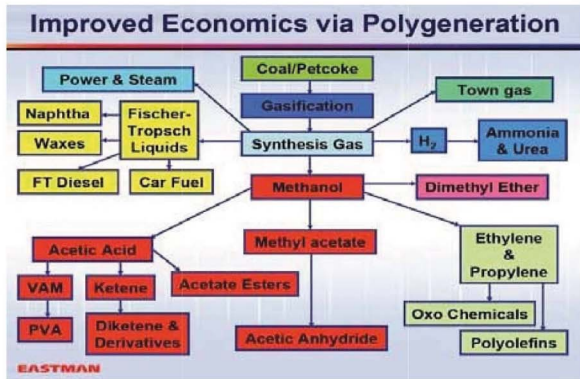 Improved Economics via Polygeneration
Coal/Petcoke
Power & Steam
Town gas
Gasification
Naphtha
Fischer-
Tropsch
Liquids
Waxes
Synthesis Gas
H2
Ammonia
& Urea
FT Diesel
Car Fuel
Methanol
Dimethyl Ether
Acetic Acid
Methyl acetate
Ethylene
&
Propylene
VAM
Ketene
Acetate Esters
Oxo Chemicals
PVA
Diketene &
Derivatives
Acetic Anhydride
Polyolefins
EASTMAN